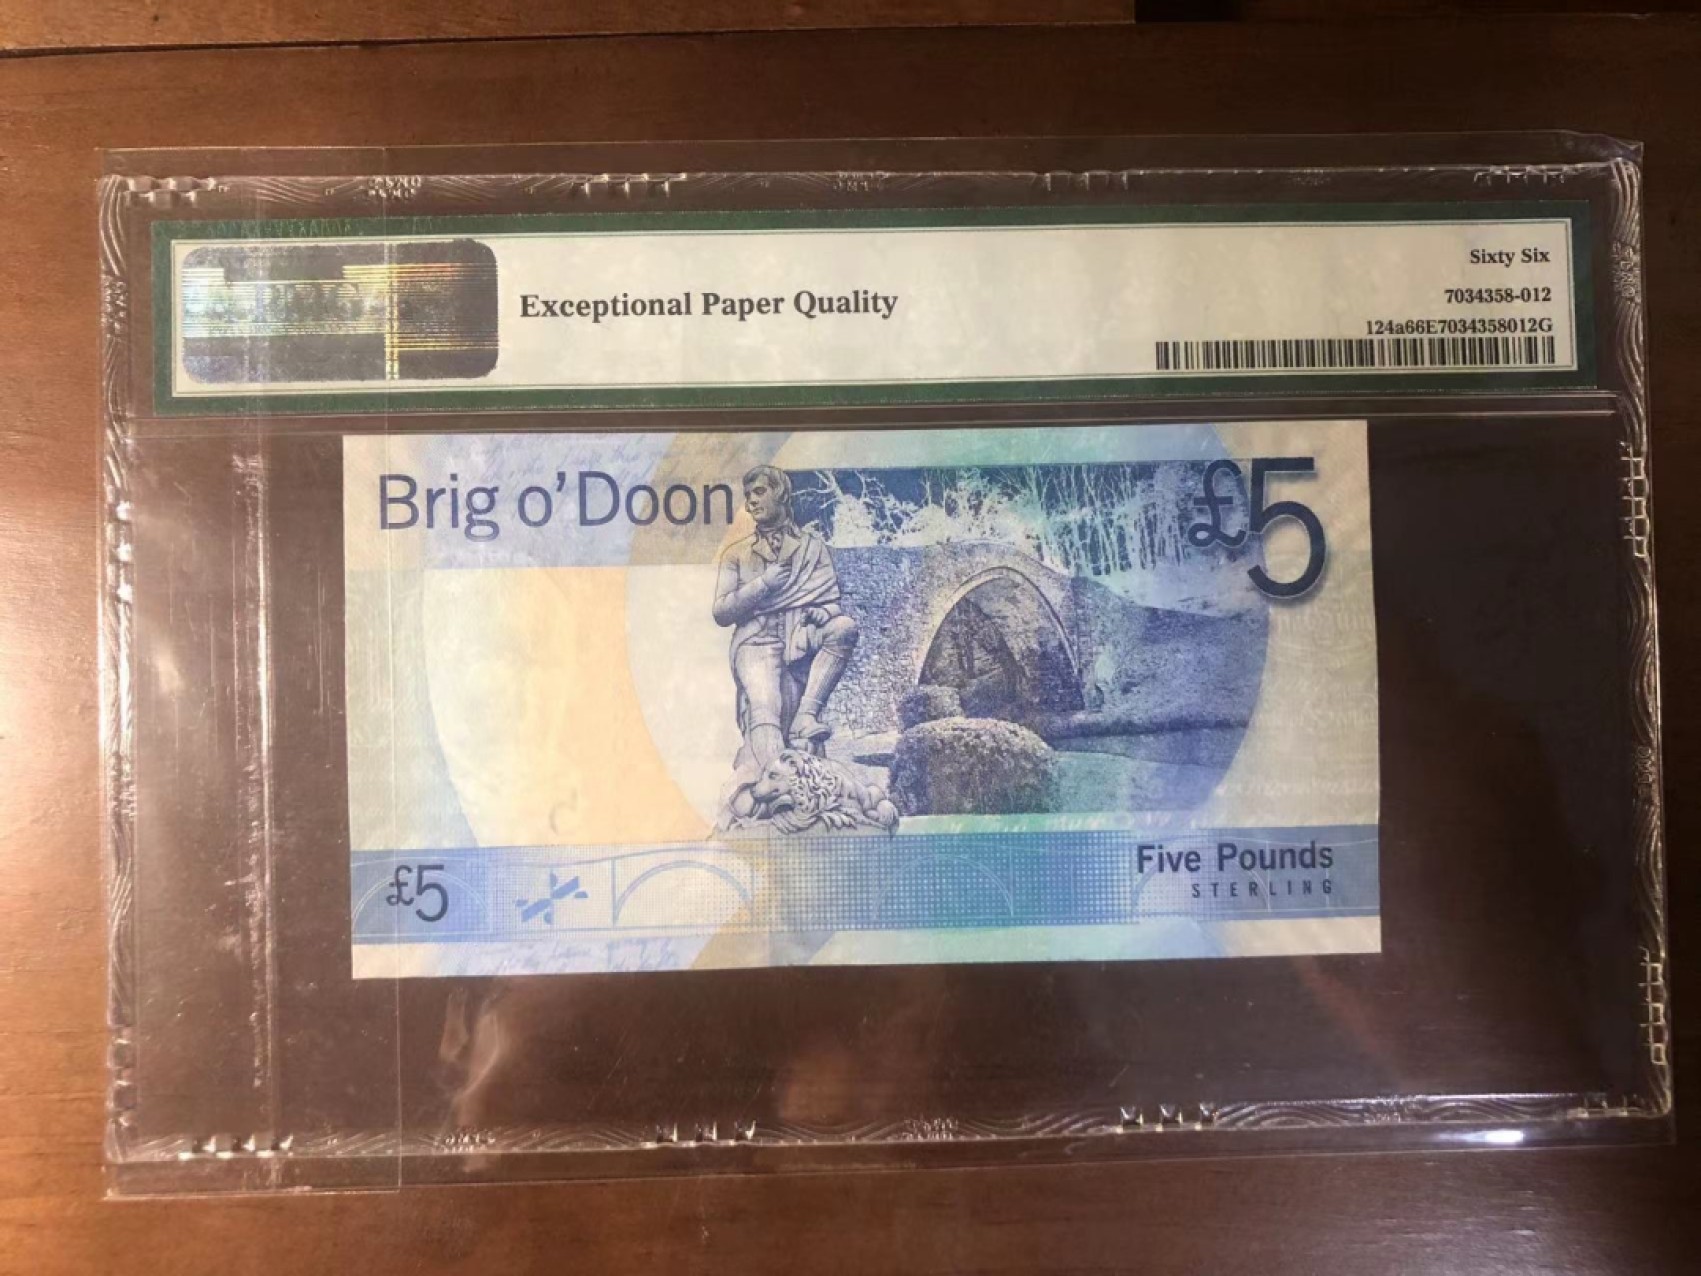 Sixty Six
Exceptional Paper Quality
7034358-012
124a66E7034358012G
Brig o' Doon
£5
£5
Five Pounds
STERLING